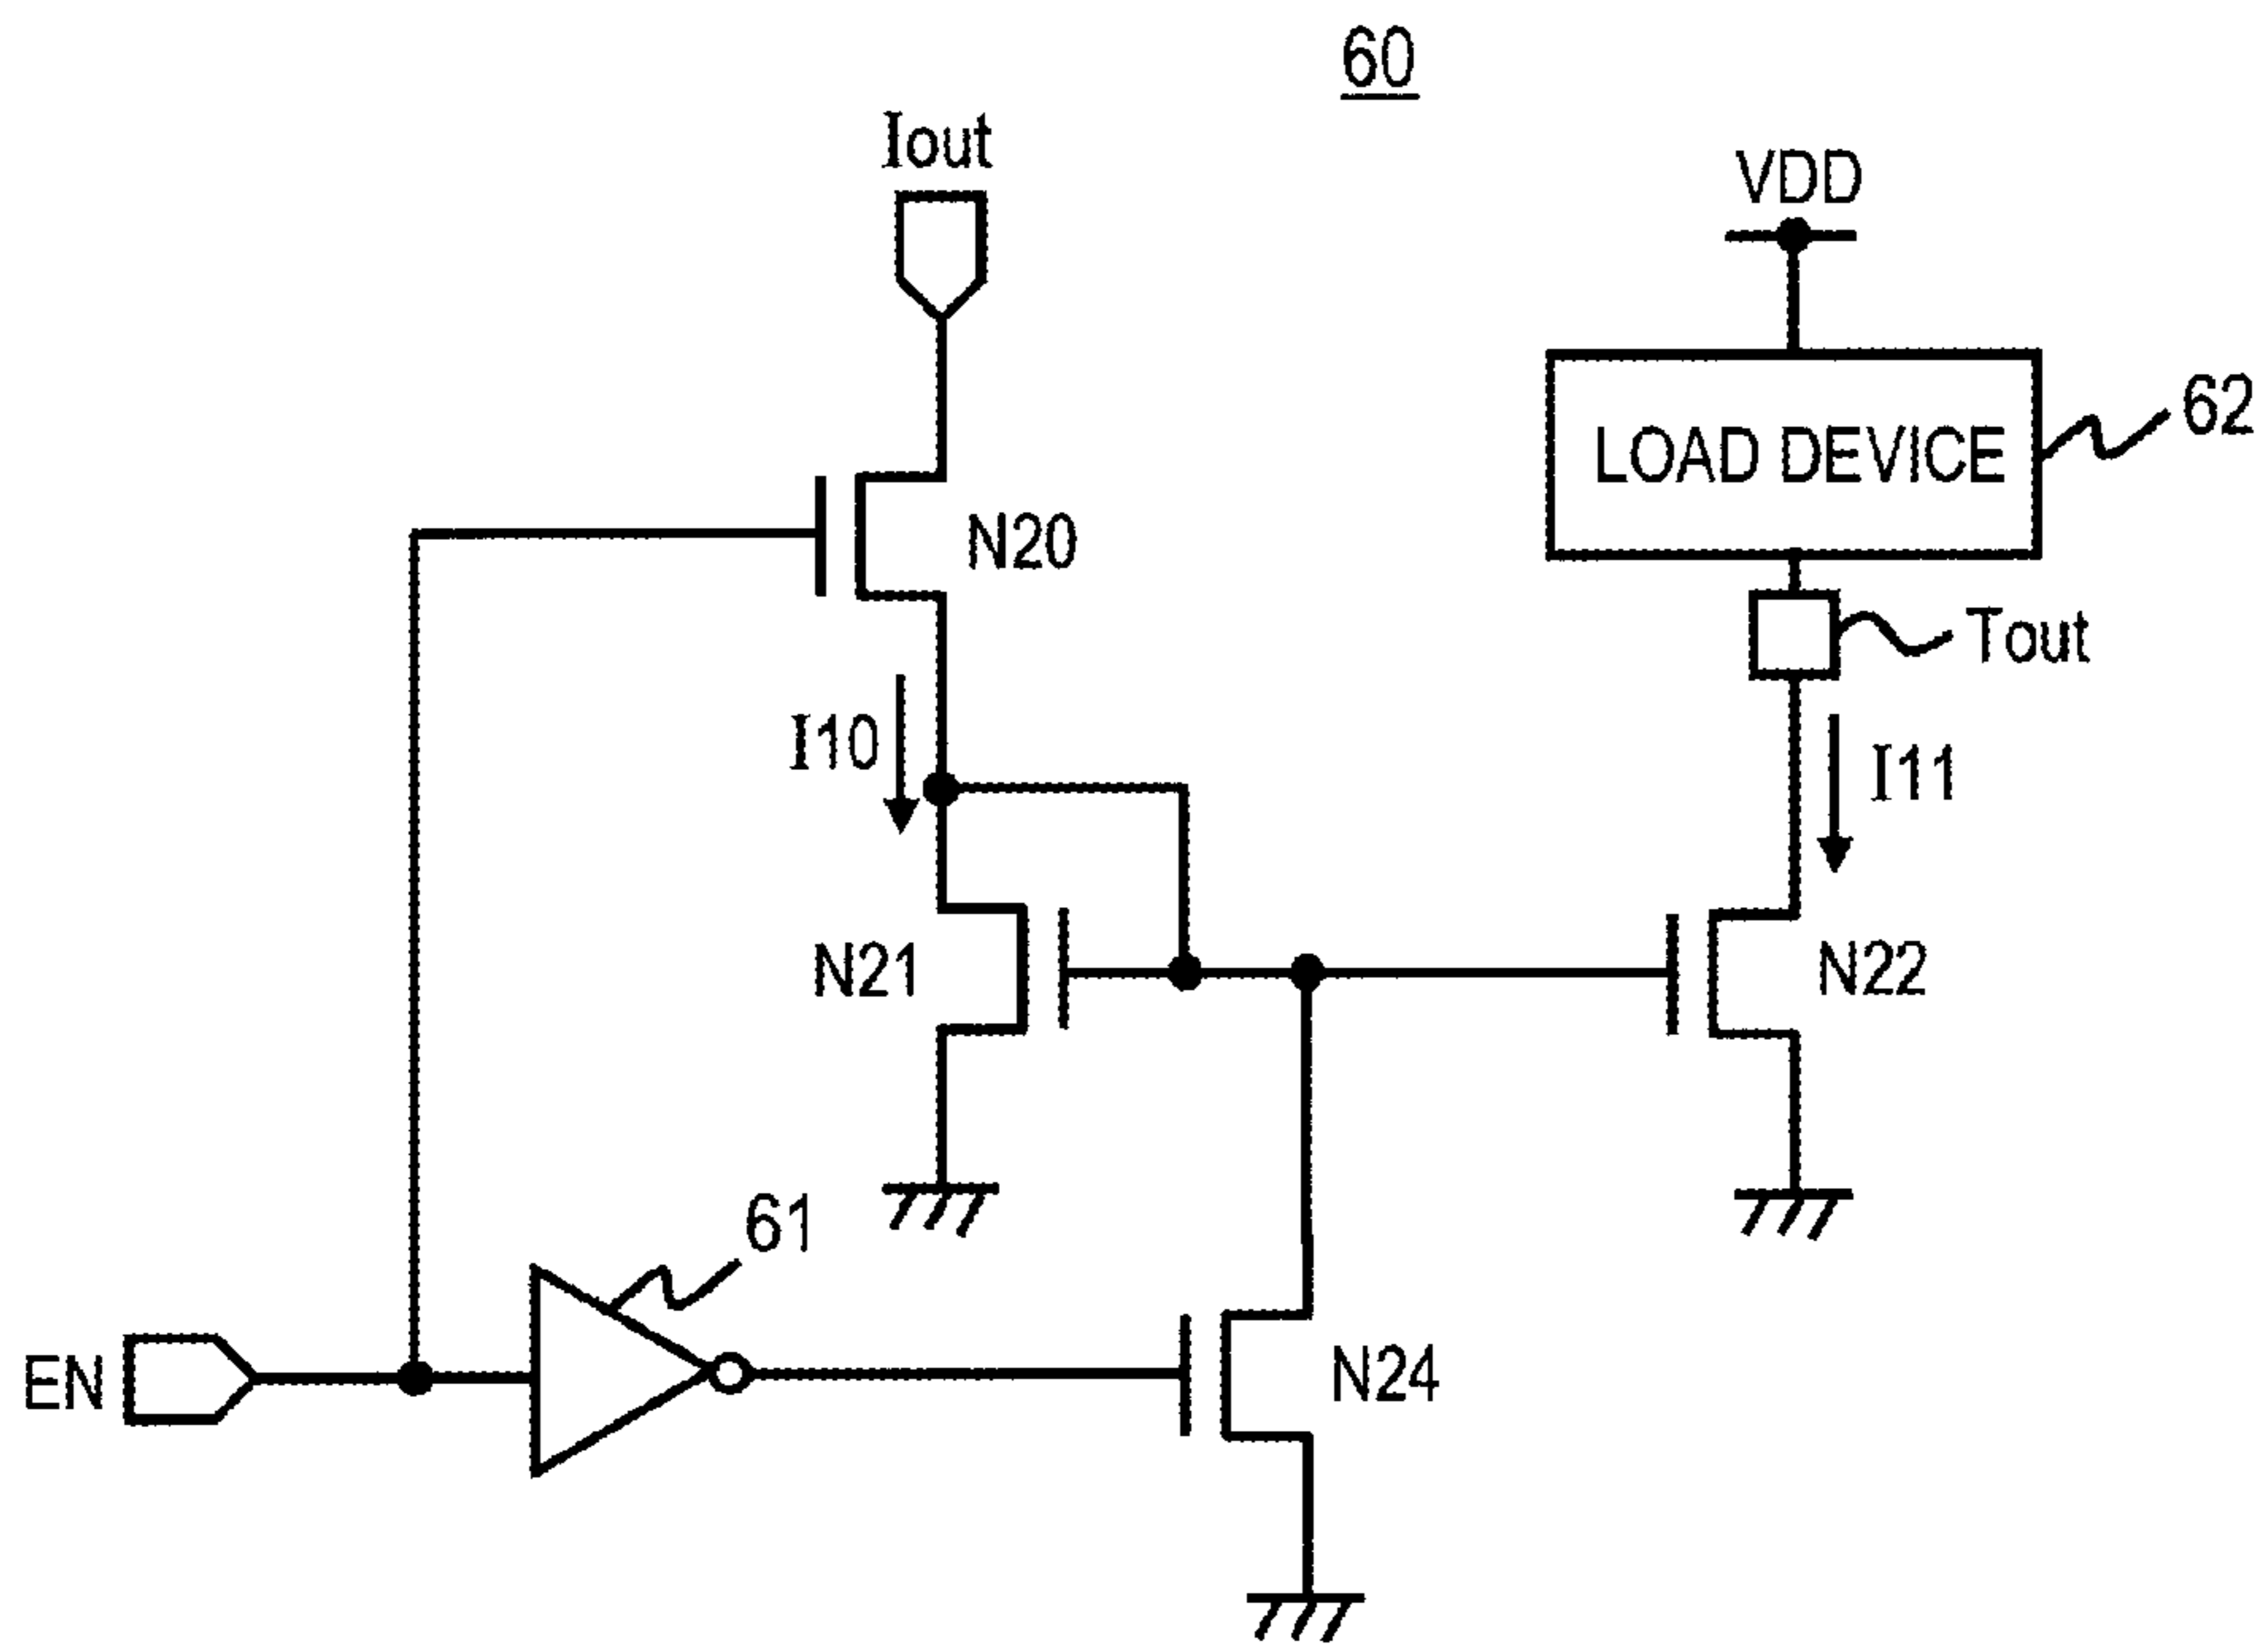 60
Iout
VDD
LOAD DEVICE
62
N20
Tout
I10
I11
N21
N22
61
EN
N24